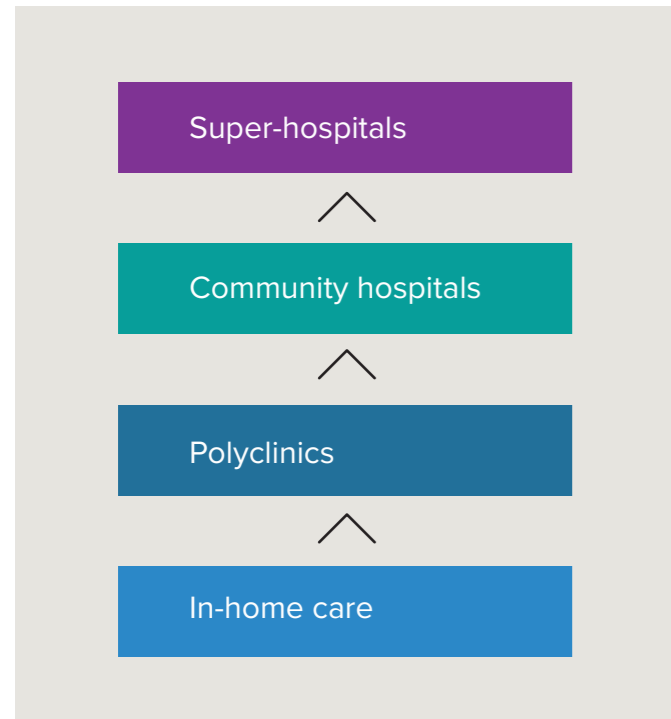 Super-hospitals
Community hospitals
Polyclinics
In-home care